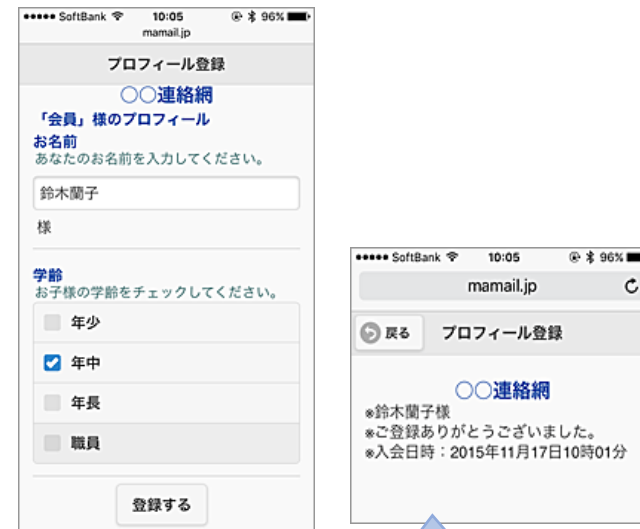 SoftBank 10:05 96%
mamail.jp
プロフィール登録
〇〇連絡網
「会員」様のプロフィール
お名前
あなたのお名前を入力してください。
鈴木蘭子
様
学齢
お子様の学齢をチェックしてください。
年少
年中
年長
職員
登録する
SoftBank 10:05 96%
mamail.jp
戻る プロフィール登録
〇〇連絡網
※鈴木蘭子様
※ご登録ありがとうございました。
※入会日時：2015年11月17日10時01分